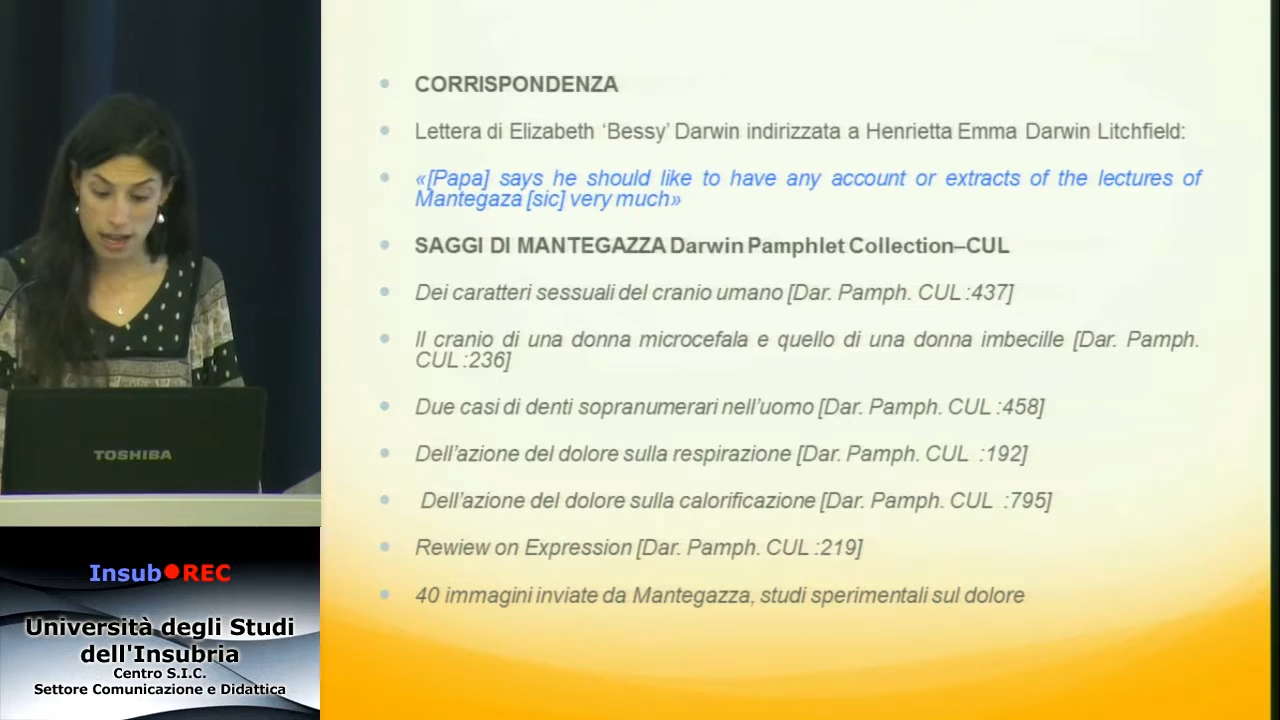 CORRISPONDENZA
Lettera di Elizabeth ‘Bessy’ Darwin indirizzata a Henrietta Emma Darwin Litchfield:
«[Papa] says he should like to have any account or extracts of the lectures of
Mantegaza [sic] very much»
SAGGI DI MANTEGAZZA Darwin Pamphlet Collection–CUL
Dei caratteri sessuali del cranio umano [Dar. Pamph. CUL :437]
Il cranio di una donna microcefala e quello di una donna imbecille [Dar. Pamph.
CUL :236]
Due casi di denti sopranumerari nell’uomo [Dar. Pamph. CUL :458]
Dell’azione del dolore sulla respirazione [Dar. Pamph. CUL :192]
Dell’azione del dolore sulla calorificazione [Dar. Pamph. CUL :795]
Rewiew on Expression [Dar. Pamph. CUL :219]
40 immagini inviate da Mantegazza, studi sperimentali sul dolore
TOSHIBA
Insub REC
Università degli Studi
dell'Insubria
Centro S.I.C.
Settore Comunicazione e Didattica